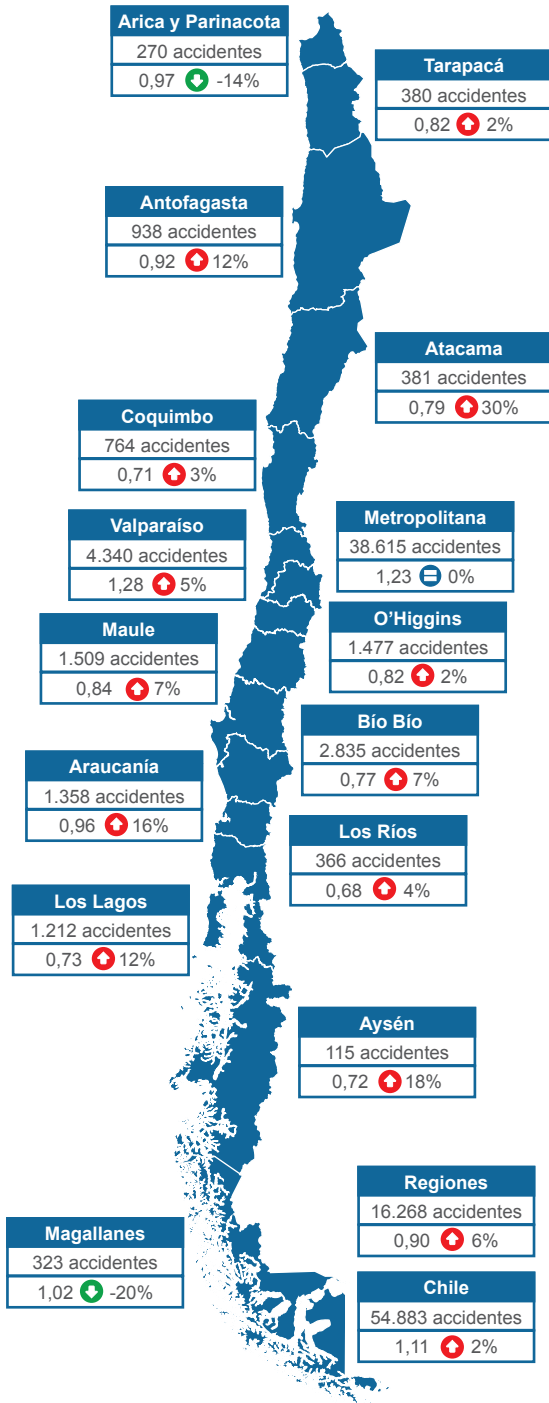 Arica y Parinacota
270 accidentes
0,97 -14%
Tarapacá
380 accidentes
0,82 2%
Antofagasta
938 accidentes
0,92 12%
Atacama
381 accidentes
0,79 30%
Coquimbo
764 accidentes
0,71 3%
Valparaíso
4.340 accidentes
1,28 5%
Metropolitana
38.615 accidentes
1,23 0%
Maule
1.509 accidentes
0,84 7%
O'Higgins
1.477 accidentes
0,82 2%
Bío Bío
2.835 accidentes
0,77 7%
Araucanía
1.358 accidentes
0,96 16%
Los Ríos
366 accidentes
0,68 4%
Los Lagos
1.212 accidentes
0,73 12%
Aysén
115 accidentes
0,72 18%
Regiones
16.268 accidentes
0,90 6%
Magallanes
323 accidentes
1,02 -20%
Chile
54.883 accidentes
1,11 2%